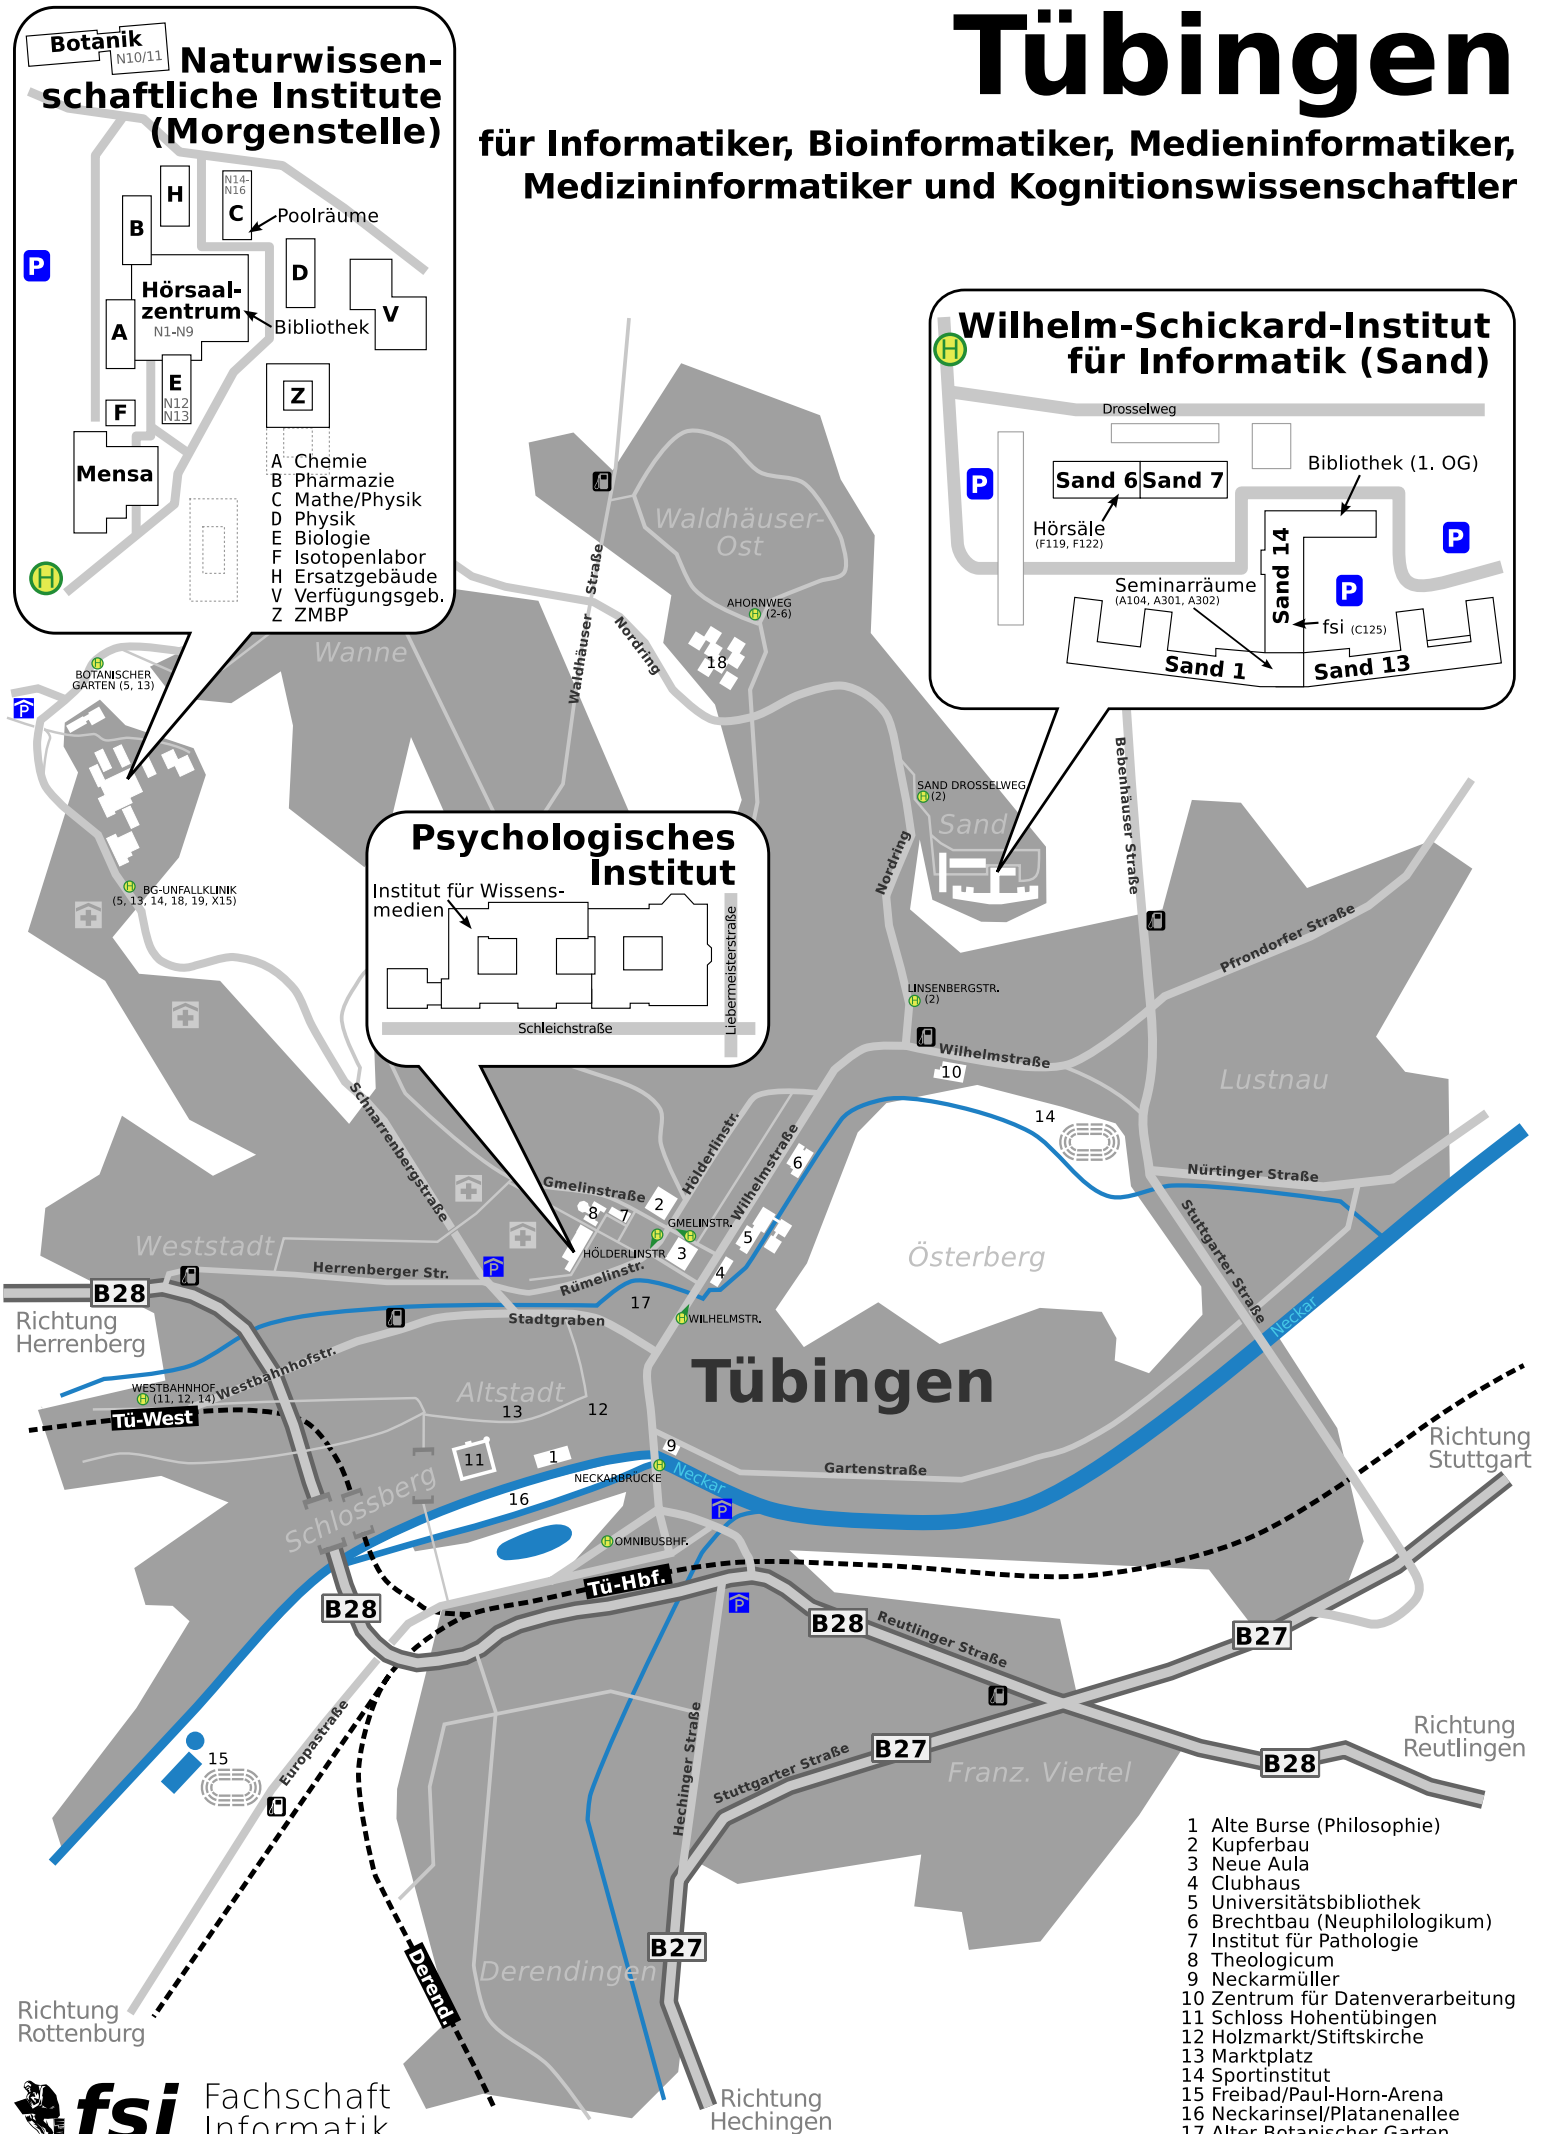 Tübingen
für Informatiker, Bioinformatiker, Medieninformatiker,
Medizininformatiker und Kognitionswissenschaftler
Botanik
N10/11
Naturwissen-
schaftliche Institute
(Morgenstelle)
H
N14-
N16
C
Poolräume
B
P
D
Hörsaal-
zentrum
N1-N9
Bibliothek
V
A
E
N12
N13
F
Z
Mensa
H
A Chemie
B Pharmazie
C Mathe/Physik
D Physik
E Biologie
F Isotopenlabor
H Ersatzgebäude
V Verfügungsgeb.
Z ZMBP
Wilhelm-Schickard-Institut
für Informatik (Sand)
H
Drosselweg
Bibliothek (1. OG)
P
Sand 6
Sand 7
Hörsäle
(F119, F122)
P
Sand 14
Seminarräume
(A104, A301, A302)
P
fsi (C125)
Sand 1
Sand 13
Waldhäuser-
Ost
Waldhäuser Straße
AHORNWEG
H (2-6)
Nordring
18
Wanne
H
BOTANISCHER
GARTEN (5, 13)
P
Bebenhäuser Straße
SAND DROSSELWEG
H (2)
Sand
Nordring
H BG-UNFALLKLINIK
(5, 13, 14, 18, 19, X15)
Psychologisches
Institut
Institut für Wissens-
medien
Liebermeisterstraße
Schleichstraße
Pfrondorfer Straße
LINSENBERGSTR.
H (2)
Wilhelmstraße
10
Lustnau
14
Schnarrenbergstraße
Hölderlinstr.
Wilhelmstraße
6
Nürtinger Straße
Gmelinstraße
2
8
7
GMELINSTR.
H
H
HÖLDERLINSTR
3
5
4
Stuttgarter Straße
Weststadt
Österberg
Herrenberger Str.
P
Rümelinstr.
B28
Richtung
Herrenberg
17
Stadtgraben
H WILHELMSTR.
Neckar
Westbahnhofstr.
Tübingen
WESTBAHNHOF
H (11, 12, 14)
Tü-West
Altstadt
13
12
11
1
9
NECKARBRÜCKE
H
Neckar
Gartenstraße
Richtung
Stuttgart
Schlossberg
16
P
H OMNIBUSBHF.
Tü-Hbf.
P
B28
B28
Reutlinger Straße
B27
Europastraße
15
Hechinger Straße
Stuttgarter Straße
B27
Franz. Viertel
Richtung
Reutlingen
B28
B27
Derendingen
Derend.
Richtung
Rottenburg
Richtung
Hechingen
1 Alte Burse (Philosophie)
2 Kupferbau
3 Neue Aula
4 Clubhaus
5 Universitätsbibliothek
6 Brechtbau (Neuphilologikum)
7 Institut für Pathologie
8 Theologicum
9 Neckarmüller
10 Zentrum für Datenverarbeitung
11 Schloss Hohentübingen
12 Holzmarkt/Stiftskirche
13 Marktplatz
14 Sportinstitut
15 Freibad/Paul-Horn-Arena
16 Neckarinsel/Platanenallee
17 Alter Botanischer Garten
fsi
Fachschaft
Informatik